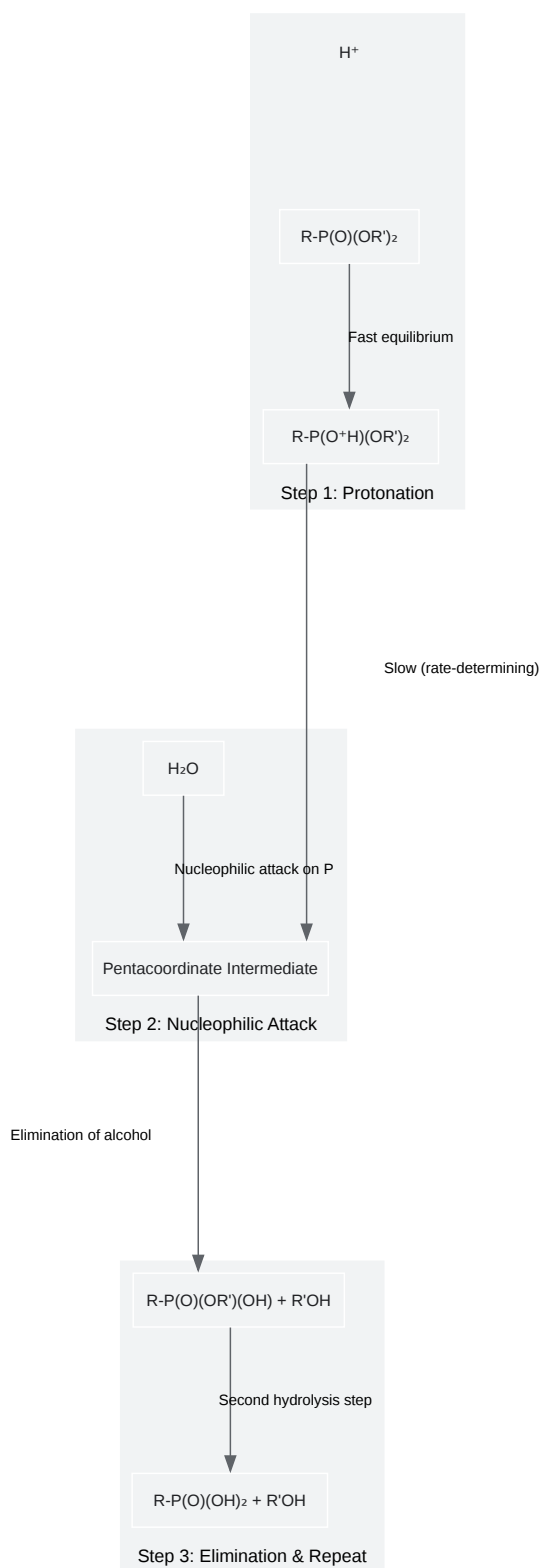 H⁺
R-P(O)(OR')₂
Fast equilibrium
R-P(O⁺H)(OR')₂
Step 1: Protonation
Slow (rate-determining)
H₂O
Nucleophilic attack on P
Pentacoordinate Intermediate
Step 2: Nucleophilic Attack
Elimination of alcohol
R-P(O)(OR')(OH) + R'OH
Second hydrolysis step
R-P(O)(OH)₂ + R'OH
Step 3: Elimination & Repeat